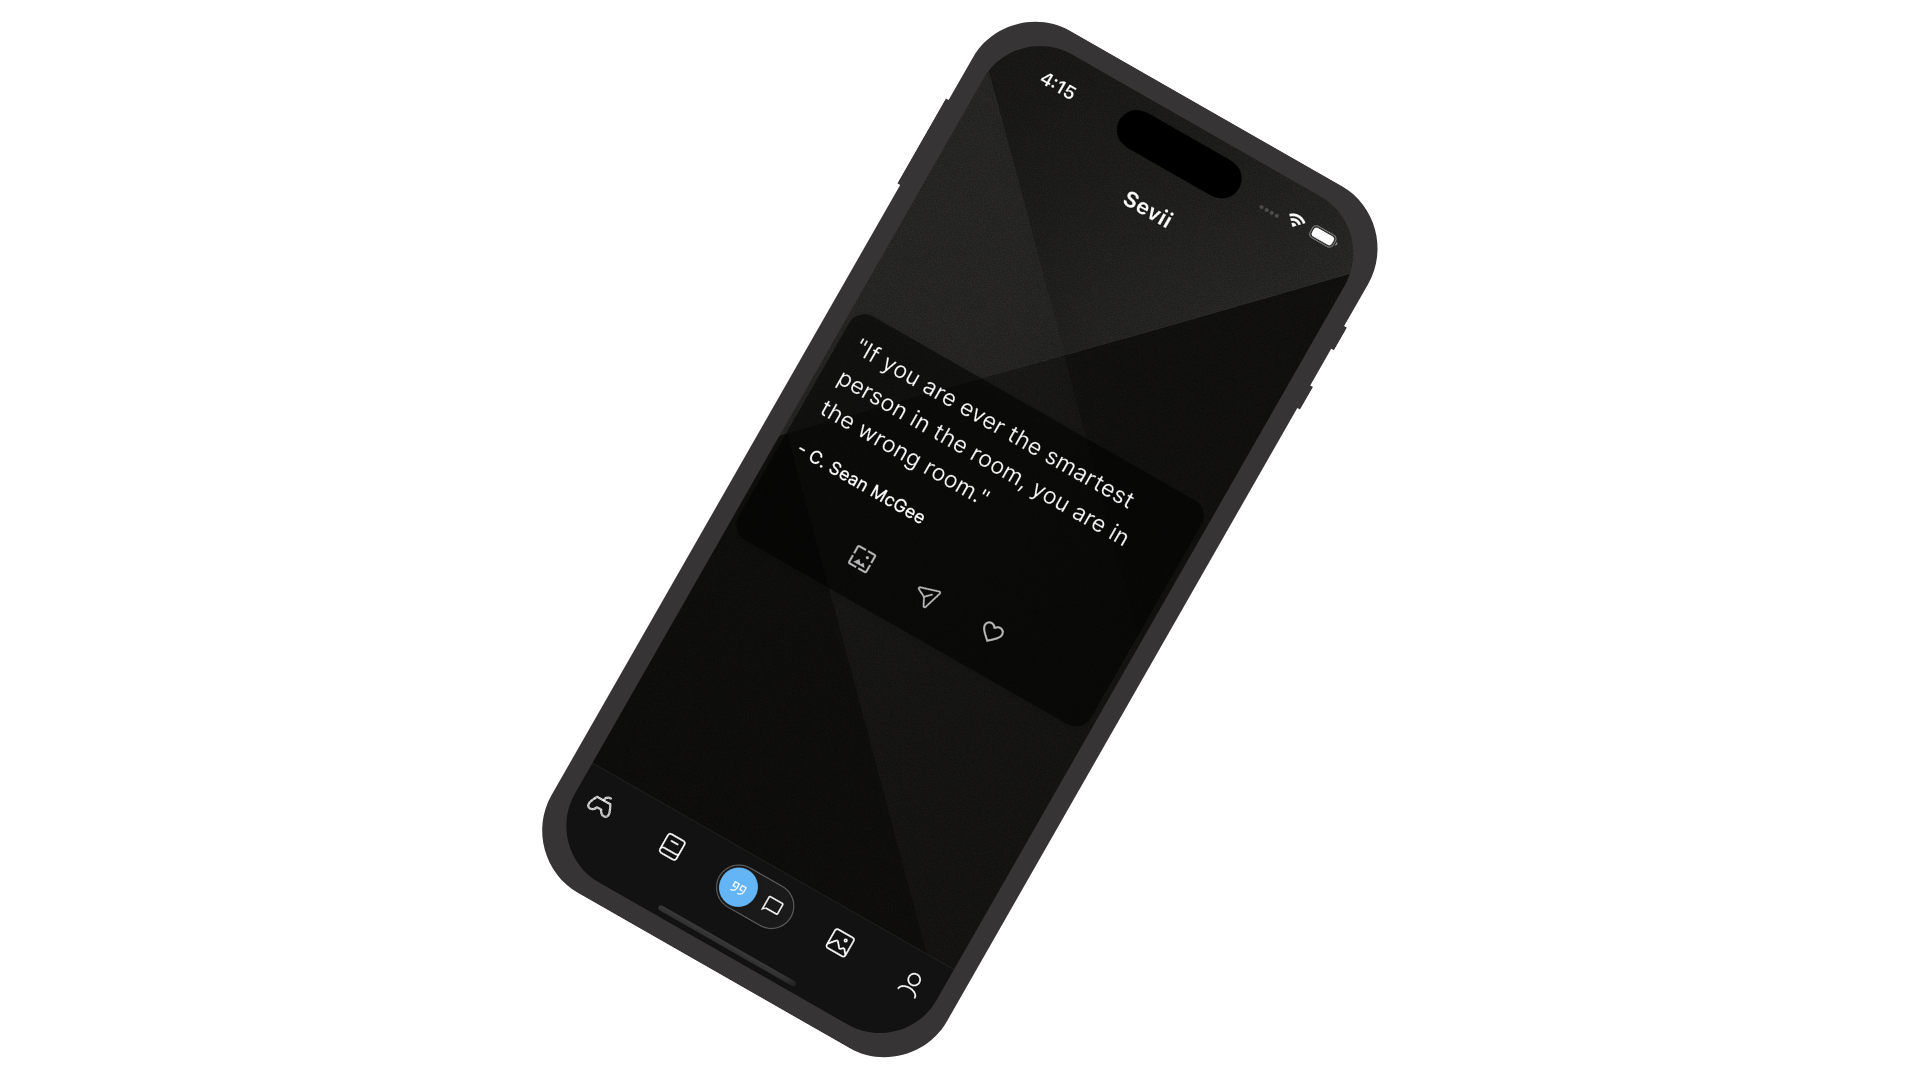 4:15
Sevii
"If you are ever the smartest
person in the room, you are in
the wrong room."
- C. Sean McGee